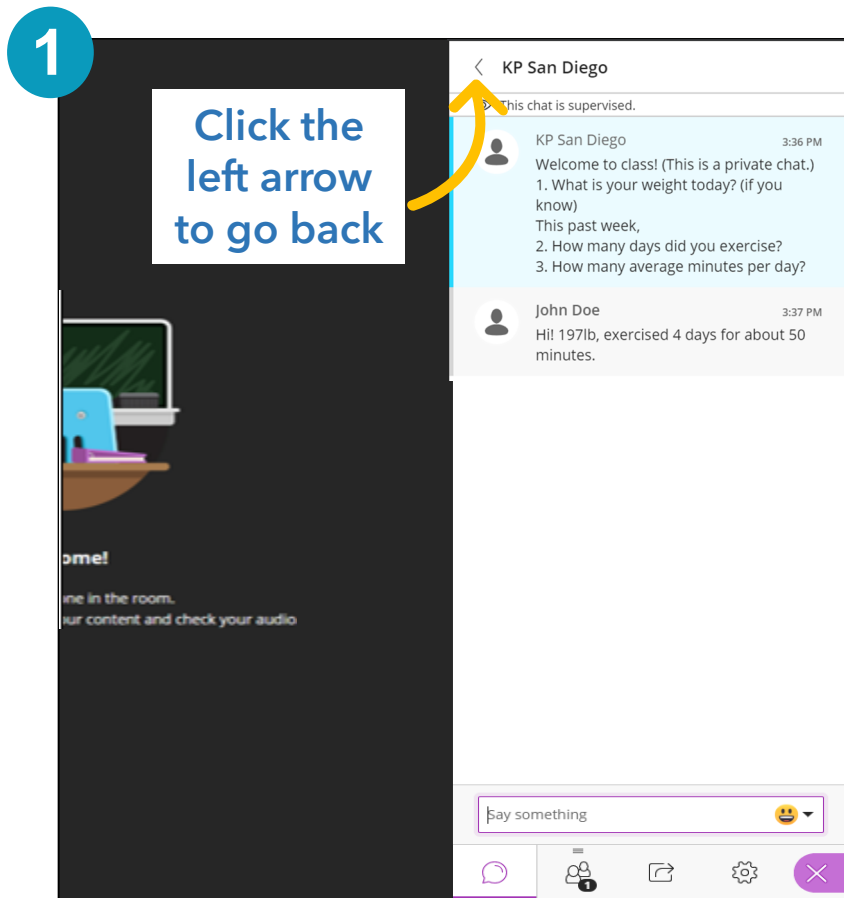 1
Click the
left arrow
to go back
KP San Diego
This chat is supervised.
KP San Diego 3:36 PM
Welcome to class! (This is a private chat.)
1. What is your weight today? (if you
know)
This past week,
2. How many days did you exercise?
3. How many average minutes per day?
John Doe 3:37 PM
Hi! 197lb, exercised 4 days for about 50
minutes.
ome!
ne in the room.
ur content and check your audio
Say something
1